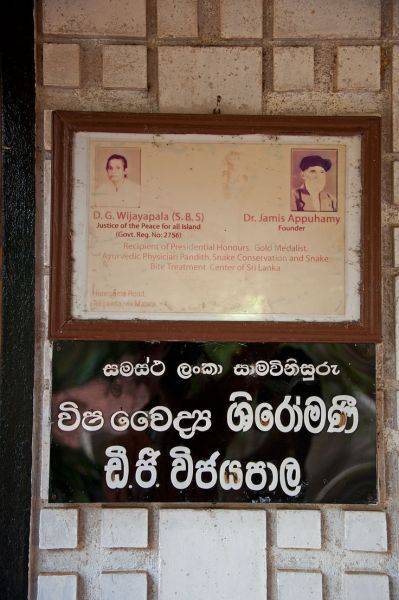 D. G. Wijayapala (S. B. S)
Justice of the Peace for all Island
(Govt. Reg. No: 2756)
Dr. Jamis Appuhamy
Founder
Recipient of Presidential Honours. Gold Medalist.
Ayurvedic Physician Pandith, Snake Conservation and Snake
Bite Treatment Center of Sri Lanka
Road,
සමස්ථ ලංකා සාමවිනිසුරු
විෂ වෛද්‍ය ශිරෝමණී
ඩී.ජී. විජයපාල